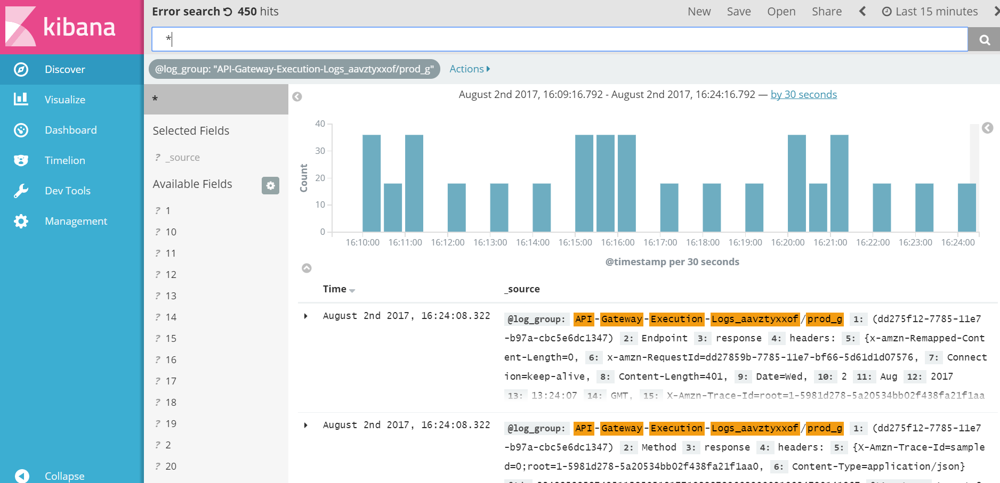 kibana
Discover
Visualize
Dashboard
Timelion
Dev Tools
Management
Collapse
Error search 450 hits
New Save Open Share Last 15 minutes
*
@log_group: "API-Gateway-Execution-Logs_aavztyxxof/prod_g" Actions
*
Selected Fields
? _source
Available Fields
? 1
? 10
? 11
? 12
? 13
? 14
? 15
? 16
? 17
? 18
? 19
? 2
? 20
August 2nd 2017, 16:09:16.792 - August 2nd 2017, 16:24:16.792 — by 30 seconds
Count
40
30
20
10
0
16:10:00 16:11:00 16:12:00 16:13:00 16:14:00 16:15:00 16:16:00 16:17:00 16:18:00 16:19:00 16:20:00 16:21:00 16:22:00 16:23:00 16:24:00
@timestamp per 30 seconds
Time _source
August 2nd 2017, 16:24:08.322 @log_group: API-Gateway-Execution-Logs_aavztyxxof/prod_g 1: (dd275f12-7785-11e7
-b97a-cbc5e6dc1347) 2: Endpoint 3: response 4: headers: 5: {x-amzn-Remapped-Cont
ent-Length=0, 6: x-amzn-RequestId=dd27859b-7785-11e7-bf66-5d61d1d07576, 7: Connect
ion=keep-alive, 8: Content-Length=401, 9: Date=Wed, 10: 2 11: Aug 12: 2017
13: 13:24:07 14: GMT, 15: X-Amzn-Trace-Id=root=1-5981d278-5a20534bb02f438fa21f1aa
August 2nd 2017, 16:24:08.322 @log_group: API-Gateway-Execution-Logs_aavztyxxof/prod_g 1: (dd275f12-7785-11e7
-b97a-cbc5e6dc1347) 2: Method 3: response 4: headers: 5: {X-Amzn-Trace-Id=sample
d=0;root=1-5981d278-5a20534bb02f438fa21f1aa0, 6: Content-Type=application/json}